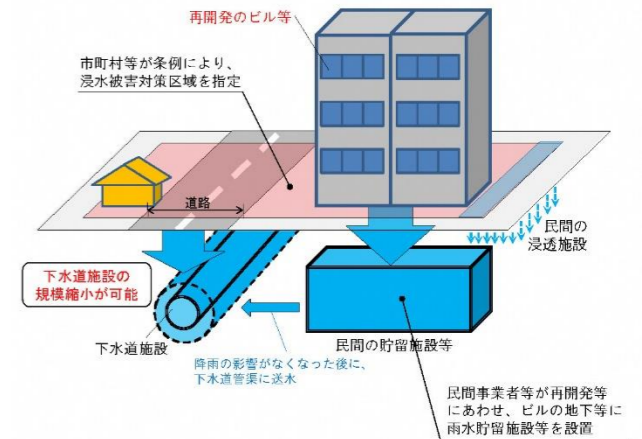 再開発のビル等
市町村等が条例により、
浸水被害対策区域を指定
道路
民間の
浸透施設
下水道施設の
規模縮小が可能
下水道施設
民間の貯留施設等
降雨の影響がなくなった後に、
下水道管渠に送水
民間事業者等が再開発等
にあわせ、ビルの地下等に
雨水貯留施設等を設置